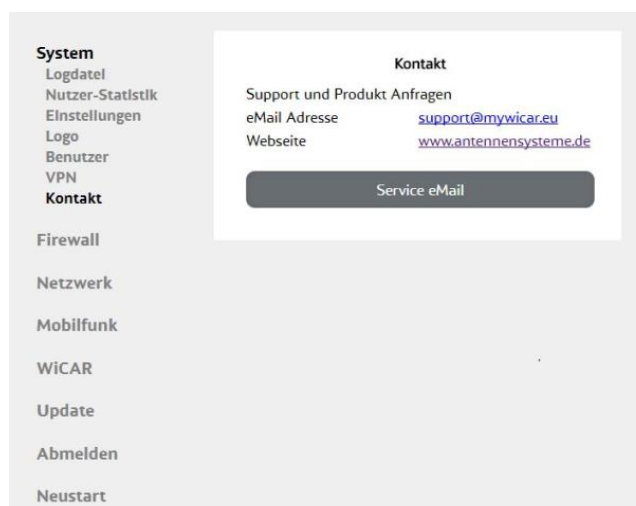 System
Logdatei
Nutzer-Statistik
Einstellungen
Logo
Benutzer
VPN
Kontakt
Firewall
Netzwerk
Mobilfunk
WiCAR
Update
Abmelden
Neustart
Kontakt
Support und Produkt Anfragen
eMail Adresse support@mywicar.eu
Webseite www.antennensysteme.de
Service eMail